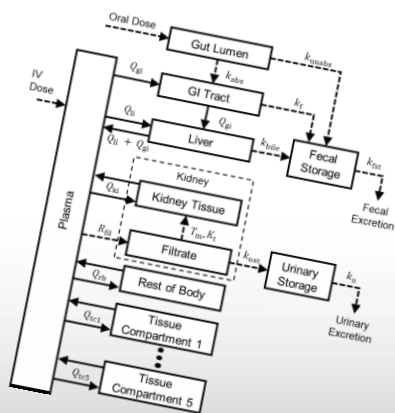 Oral Dose
Gut Lumen
k_unabs
k_abs
IV
Dose
Q_gi
GI Tract
k_f
Q_gi
Q_li
Liver
k_bile
Q_li + Q_gi
Fecal
Storage
k_fst
Fecal
Excretion
Kidney
Q_ki
Kidney Tissue
T_m, K_t
R_fil
Filtrate
k_ust
Urinary
Storage
k_u
Urinary
Excretion
Plasma
Q_rb
Rest of Body
Q_tc1
Tissue
Compartment 1
Q_tc5
Tissue
Compartment 5